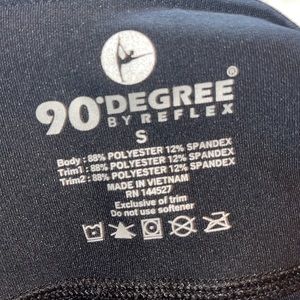 90°DEGREE®
BY REFLEX
S
Body : 88% POLYESTER 12% SPANDEX
Trim1 : 88% POLYESTER 12% SPANDEX
Trim2 : 88% POLYESTER 12% SPANDEX
MADE IN VIETNAM
RN 144527
Exclusive of trim
Do not use softener